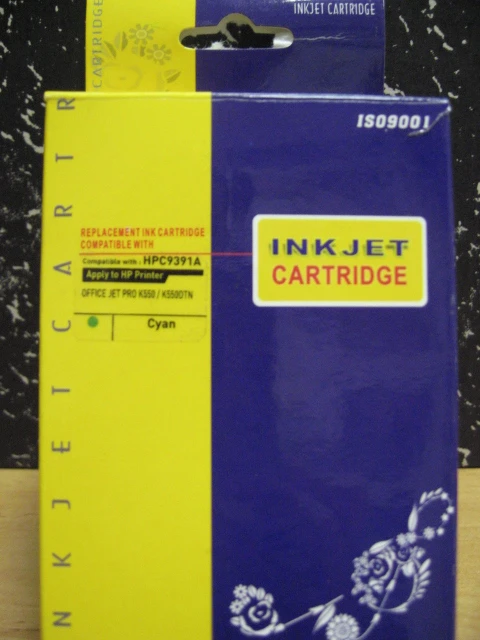 CARTRIDGE
INKJET CARTRIDGE
ISO9001
INKJET CARTR
REPLACEMENT INK CARTRIDGE
COMPATIBLE WITH
Compatible with: HPC9391A
Apply to HP Printer
OFFICE JET PRO K550 / K550DTN
Cyan
INKJET
CARTRIDGE